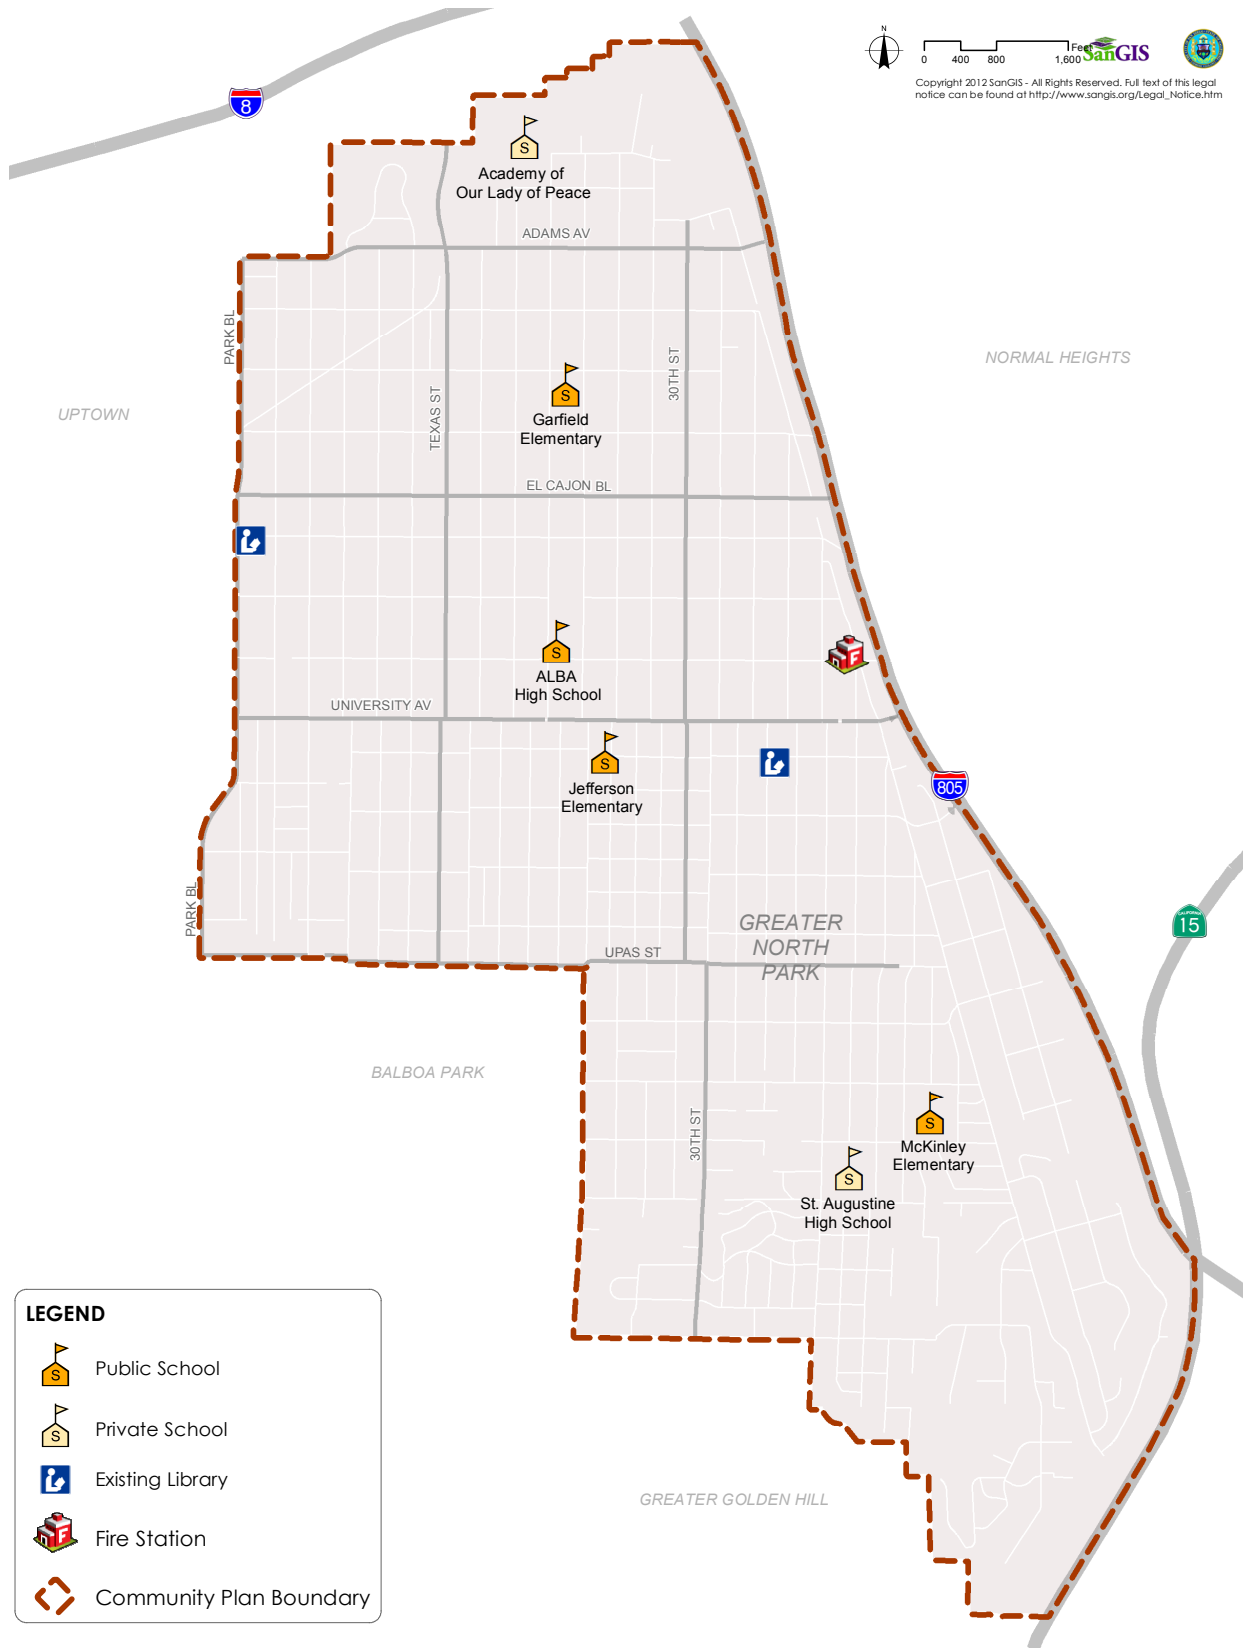 N
0 400 800 1,600 Feet
SanGIS
Copyright 2012 SanGIS - All Rights Reserved. Full text of this legal
notice can be found at http://www.sangis.org/Legal_Notice.htm
8
S
Academy of
Our Lady of Peace
ADAMS AV
PARK BL
NORMAL HEIGHTS
30TH ST
UPTOWN
TEXAS ST
S
Garfield
Elementary
EL CAJON BL
S
ALBA
High School
F
UNIVERSITY AV
S
Jefferson
Elementary
805
PARK BL
CALIFORNIA
15
GREATER
NORTH
PARK
UPAS ST
BALBOA PARK
30TH ST
S
McKinley
Elementary
S
St. Augustine
High School
GREATER GOLDEN HILL
LEGEND
S
Public School
S
Private School
Existing Library
F
Fire Station
Community Plan Boundary